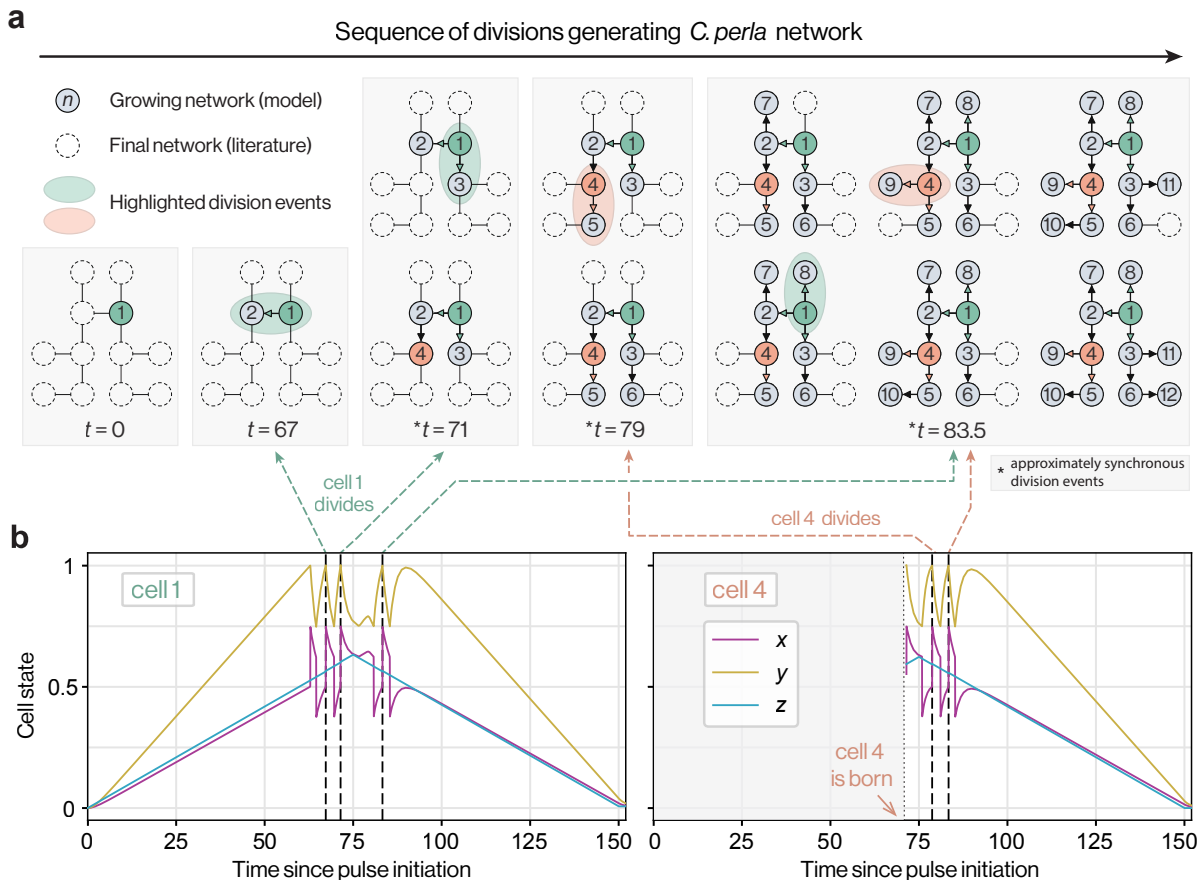 a
Sequence of divisions generating C. perla network
n Growing network (model)
Final network (literature)
Highlighted division events
t = 0
2 1
t = 67
2 1
3
2 1
4 3
*t = 71
2 1
4 3
5
2 1
4 3
5 6
*t = 79
7
2 1
4 3
5 6
7 8
2 1
9 4 3
5 6
7 8
2 1
9 4 3 11
10 5 6
7 8
2 1
4 3
5 6
7 8
2 1
9 4 3
10 5 6
7 8
2 1
9 4 3 11
10 5 6 12
*t = 83.5
* approximately synchronous
division events
cell 1
divides
cell 4 divides
b
cell 1
1
0.5
0
Cell state
0 25 50 75 100 125 150
Time since pulse initiation
cell 4
x
y
z
cell 4
is born
0 25 50 75 100 125 150
Time since pulse initiation